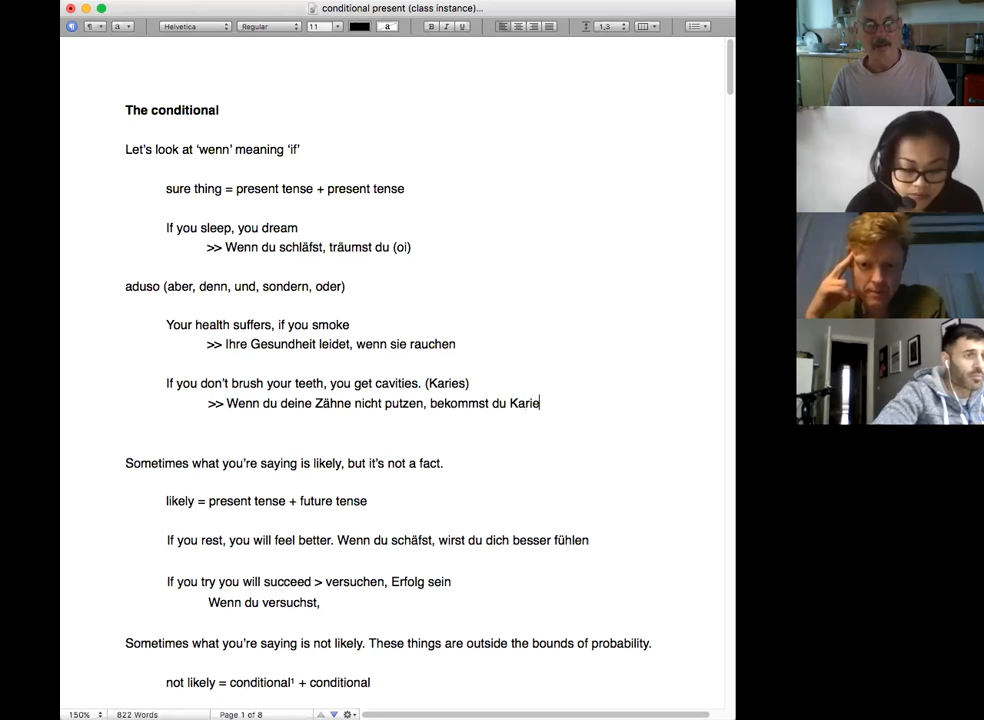 conditional present (class instance)...
Helvetica Regular 11 a B I U 1,3
The conditional
Let's look at ‘wenn’ meaning ‘if’
sure thing = present tense + present tense
If you sleep, you dream
>> Wenn du schläfst, träumst du (oi)
aduso (aber, denn, und, sondern, oder)
Your health suffers, if you smoke
>> Ihre Gesundheit leidet, wenn sie rauchen
If you don’t brush your teeth, you get cavities. (Karies)
>> Wenn du deine Zähne nicht putzen, bekommst du Karie
Sometimes what you’re saying is likely, but it’s not a fact.
likely = present tense + future tense
If you rest, you will feel better. Wenn du schäfst, wirst du dich besser fühlen
If you try you will succeed > versuchen, Erfolg sein
Wenn du versuchst,
Sometimes what you’re saying is not likely. These things are outside the bounds of probability.
not likely = conditional¹ + conditional
150% 822 Words Page 1 of 8